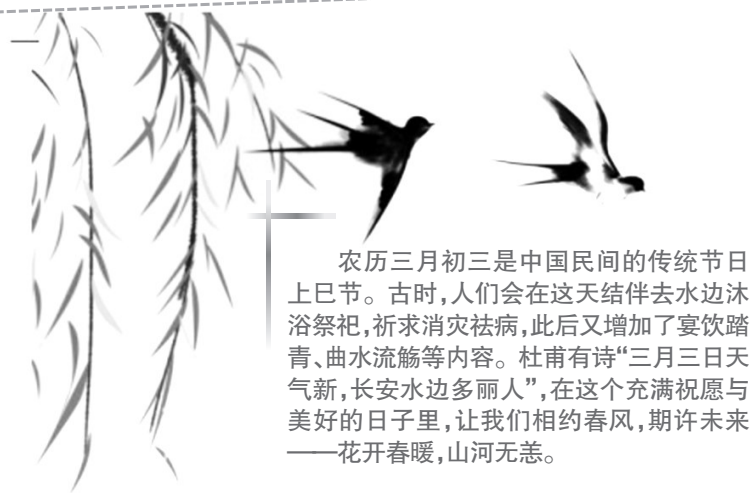 农历三月初三是中国民间的传统节日
上巳节。古时,人们会在这天结伴去水边沐
浴祭祀,祈求消灾祛病,此后又增加了宴饮踏
青、曲水流觞等内容。杜甫有诗“三月三日天
气新,长安水边多丽人”,在这个充满祝愿与
美好的日子里,让我们相约春风,期许未来
——花开春暖,山河无恙。